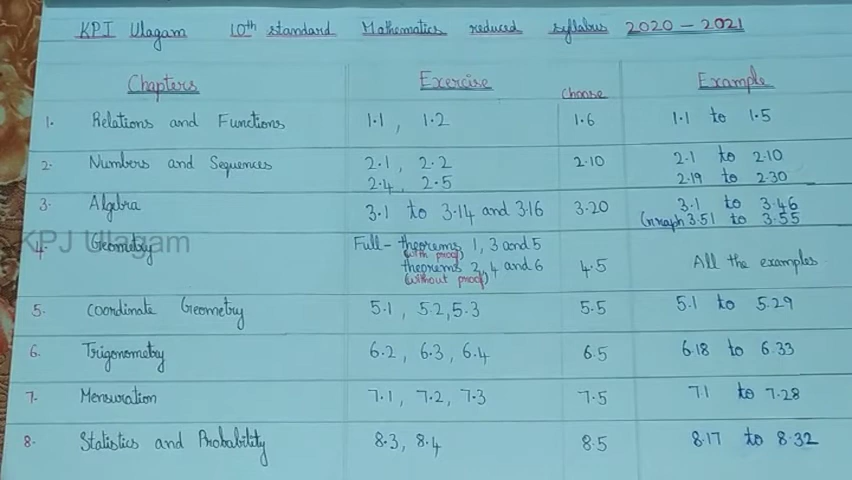 KPJ Ulagam 10th standard Mathematics reduced syllabus 2020 - 2021
Chapters Exercise Choose Example
1. Relations and Functions 1.1, 1.2 1.6 1.1 to 1.5
2. Numbers and Sequences 2.1, 2.2 2.10 2.1 to 2.10
2.4, 2.5 2.19 to 2.30
3. Algebra 3.1 to 3.14 and 3.16 3.20 3.1 to 3.46
Graph 3.51 to 3.55
KPJ Ulagam
4. Geometry Full - theorems 1, 3 and 5 4.5 All the examples
(with proof)
theorems 2, 4 and 6
(without proof)
5. Coordinate Geometry 5.1, 5.2, 5.3 5.5 5.1 to 5.29
6. Trigonometry 6.2, 6.3, 6.4 6.5 6.18 to 6.33
7. Mensuration 7.1, 7.2, 7.3 7.5 7.1 to 7.28
8. Statistics and Probability 8.3, 8.4 8.5 8.17 to 8.32